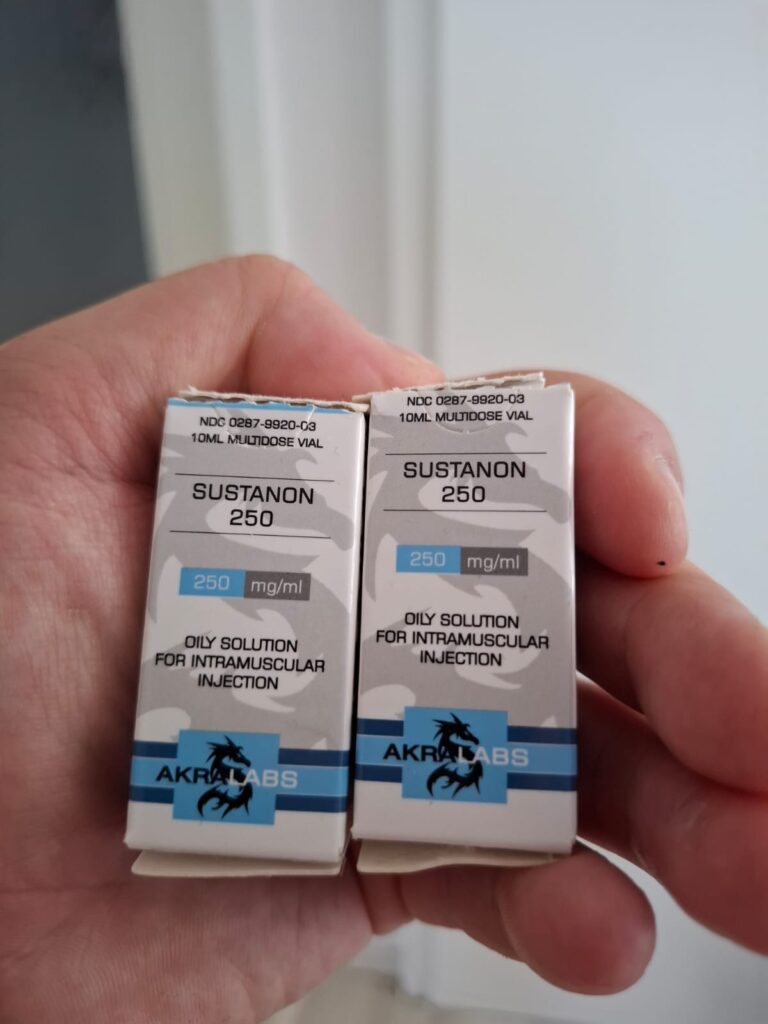 NDC 0287-9920-03
10ML MULTIDOSE VIAL
SUSTANON
250
250 mg/ml
OILY SOLUTION
FOR INTRAMUSCULAR
INJECTION
AKRALABS
NDC 0287-9920-03
10ML MULTIDOSE VIAL
SUSTANON
250
250 mg/ml
OILY SOLUTION
FOR INTRAMUSCULAR
INJECTION
AKRALABS